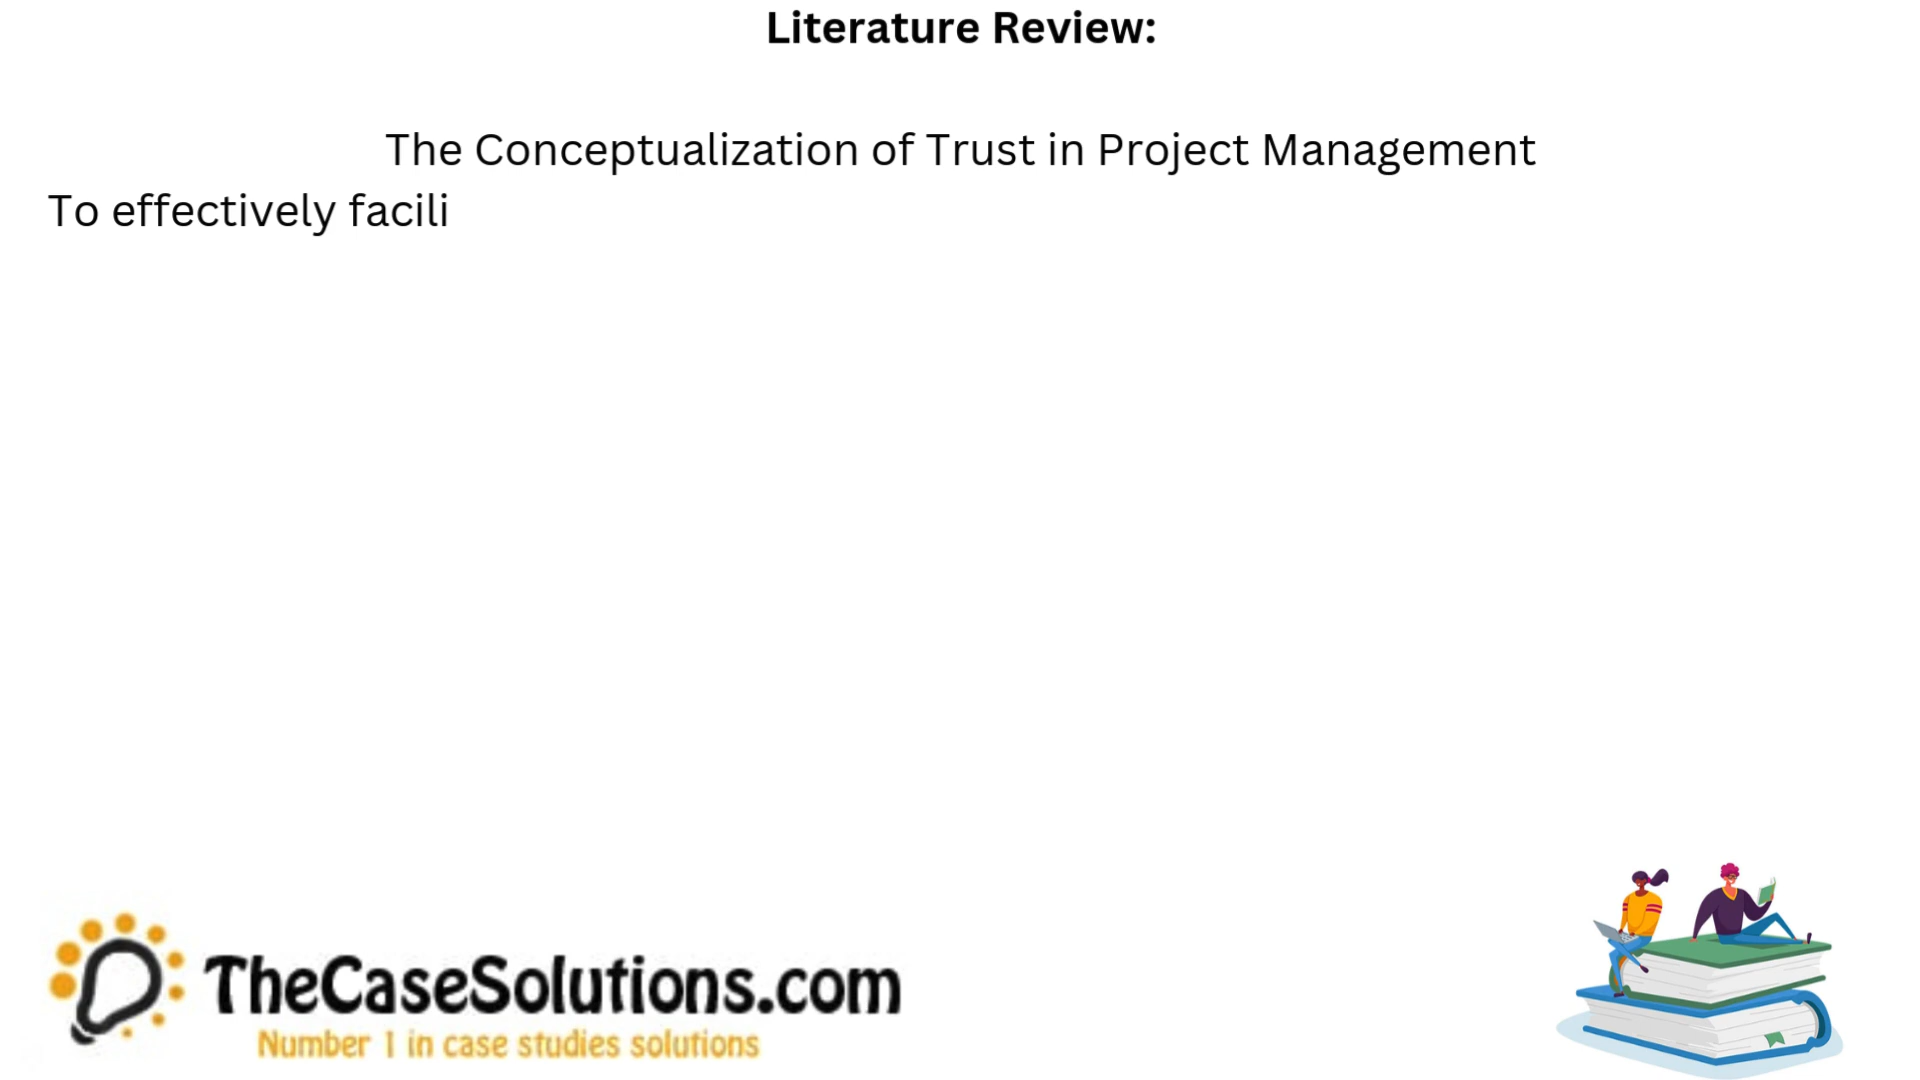 Literature Review:
The Conceptualization of Trust in Project Management
To effectively facili
TheCaseSolutions.com
Number 1 in case studies solutions